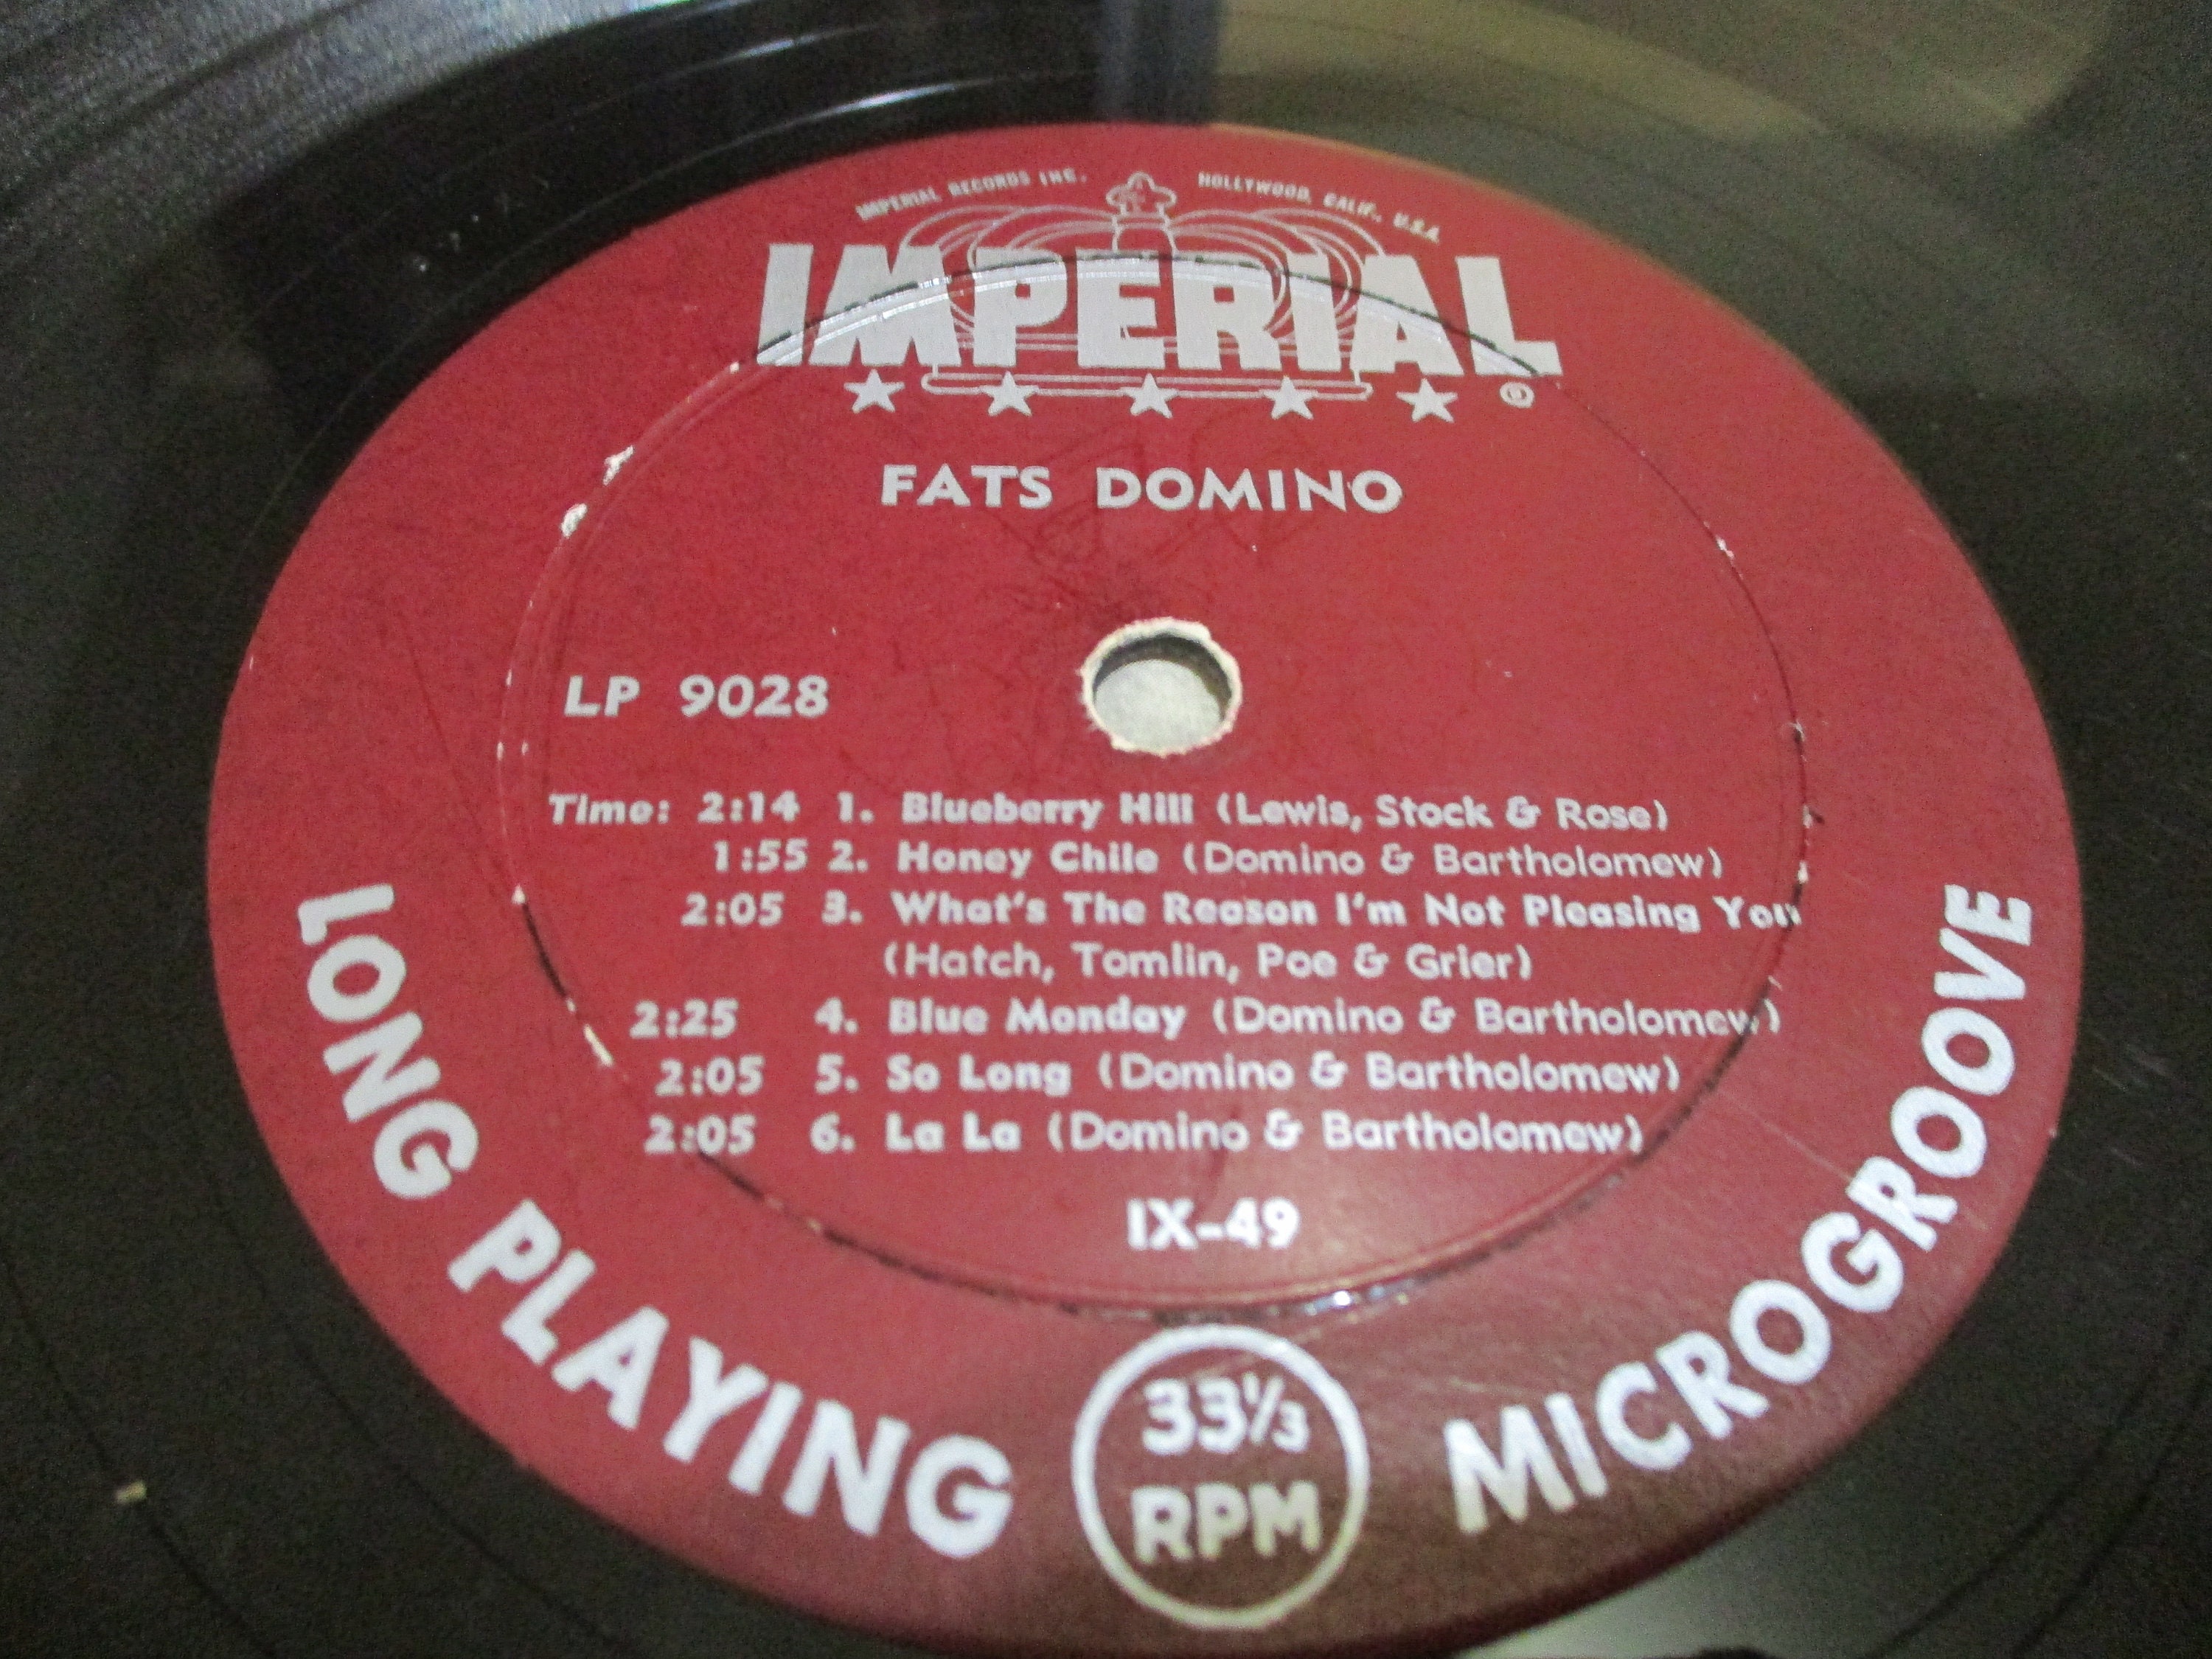 IMPERIAL RECORDS INC. HOLLYWOOD, CALIF., U.S.A.
IMPERIAL
®
FATS DOMINO
LP 9028
Time: 2:14 1. Blueberry Hill (Lewis, Stock & Rose)
1:55 2. Honey Chile (Domino & Bartholomew)
2:05 3. What's The Reason I'm Not Pleasing You
(Hatch, Tomlin, Poe & Grier)
2:25 4. Blue Monday (Domino & Bartholomew)
2:05 5. So Long (Domino & Bartholomew)
2:05 6. La La (Domino & Bartholomew)
IX-49
LONG PLAYING
33⅓
RPM
MICROGROOVE